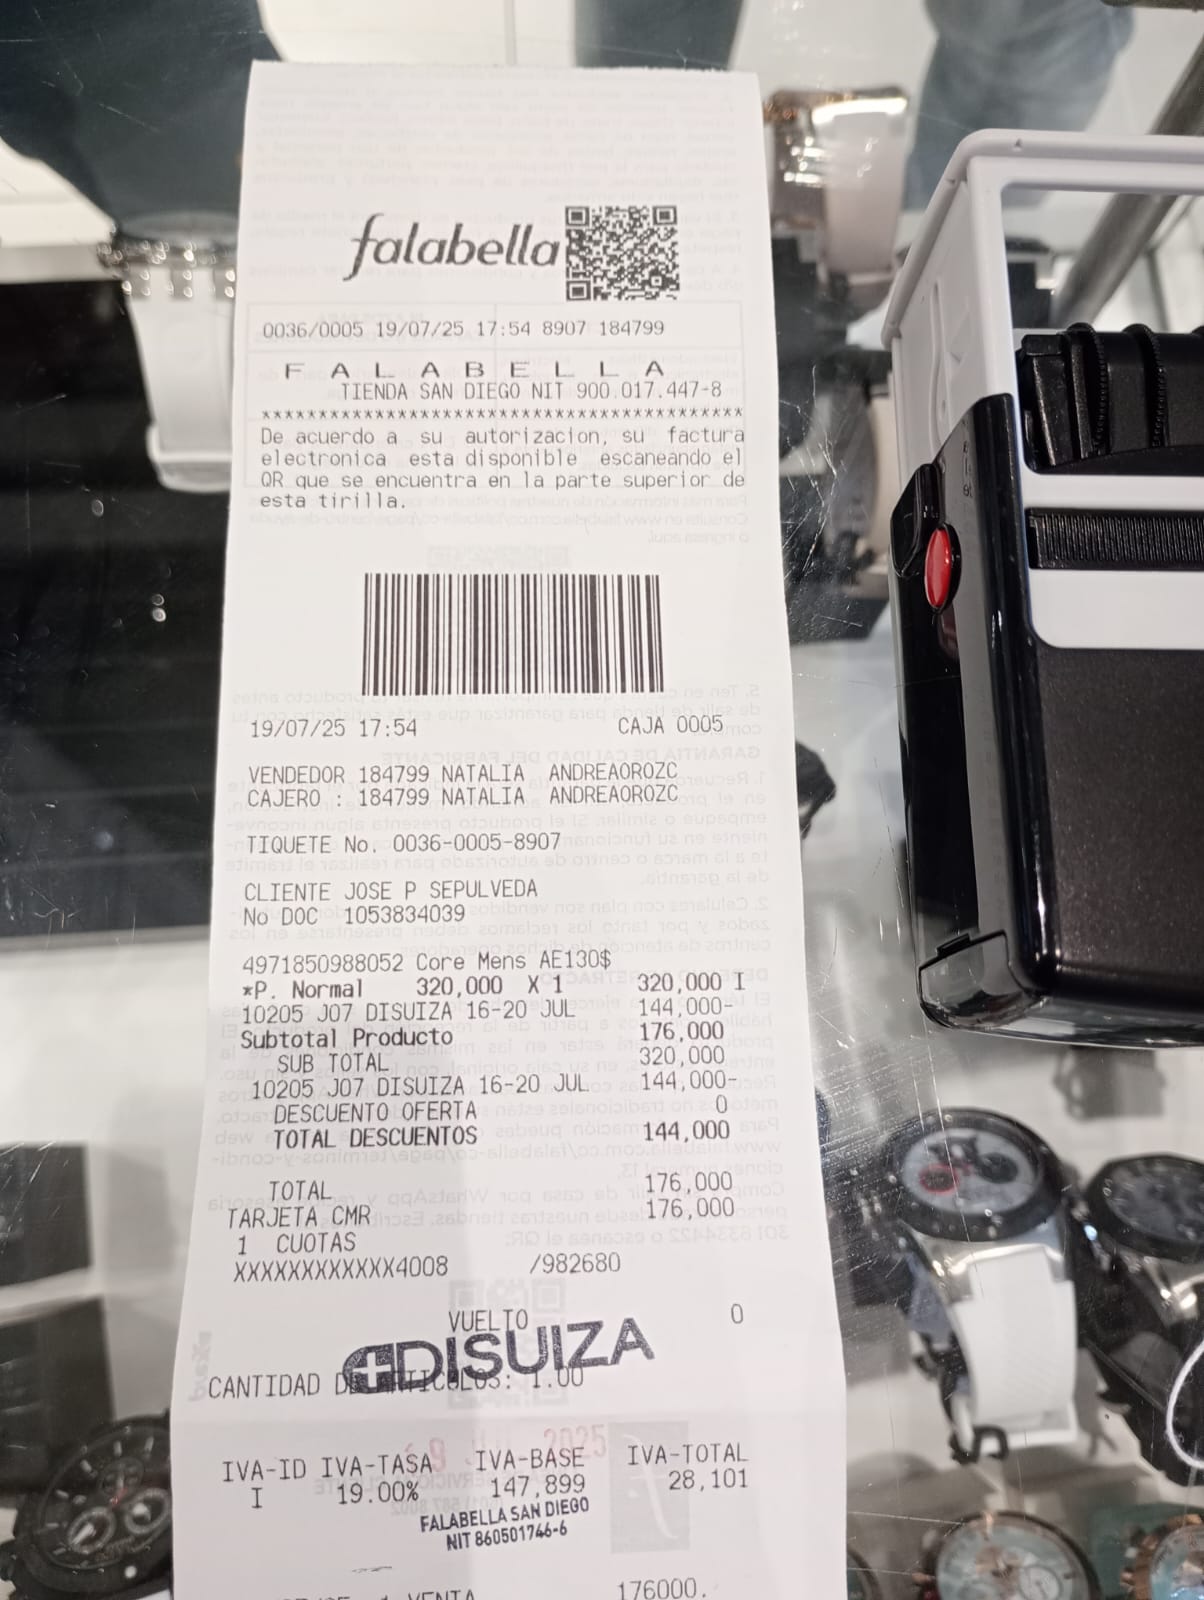 falabella
0036/0005 19/07/25 17:54 8907 184799
FALABELLA
TIENDA SAN DIEGO NIT 900.017.447-8
******************************************
De acuerdo a su autorizacion, su factura
electronica esta disponible escaneando el
QR que se encuentra en la parte superior de
esta tirilla.
19/07/25 17:54 CAJA 0005
VENDEDOR 184799 NATALIA ANDREAOROZC
CAJERO : 184799 NATALIA ANDREAOROZC
TIQUETE No. 0036-0005-8907
CLIENTE JOSE P SEPULVEDA
No DOC 1053834039
4971850988052 Core Mens AE130$
*P. Normal 320,000 X 1 320,000 I
10205 J07 DISUIZA 16-20 JUL 144,000-
Subtotal Producto 176,000
SUB TOTAL 320,000
10205 J07 DISUIZA 16-20 JUL 144,000-
DESCUENTO OFERTA 0
TOTAL DESCUENTOS 144,000
TOTAL 176,000
TARJETA CMR 176,000
1 CUOTAS
XXXXXXXXXXXX4008 /982680
VUELTO 0
DISUIZA
CANTIDAD DE ARTICULOS: 1.00
IVA-ID IVA-TASA IVA-BASE IVA-TOTAL
I 19.00% 147,899 28,101
FALABELLA SAN DIEGO
NIT 860501746-6
VENTA 176000.